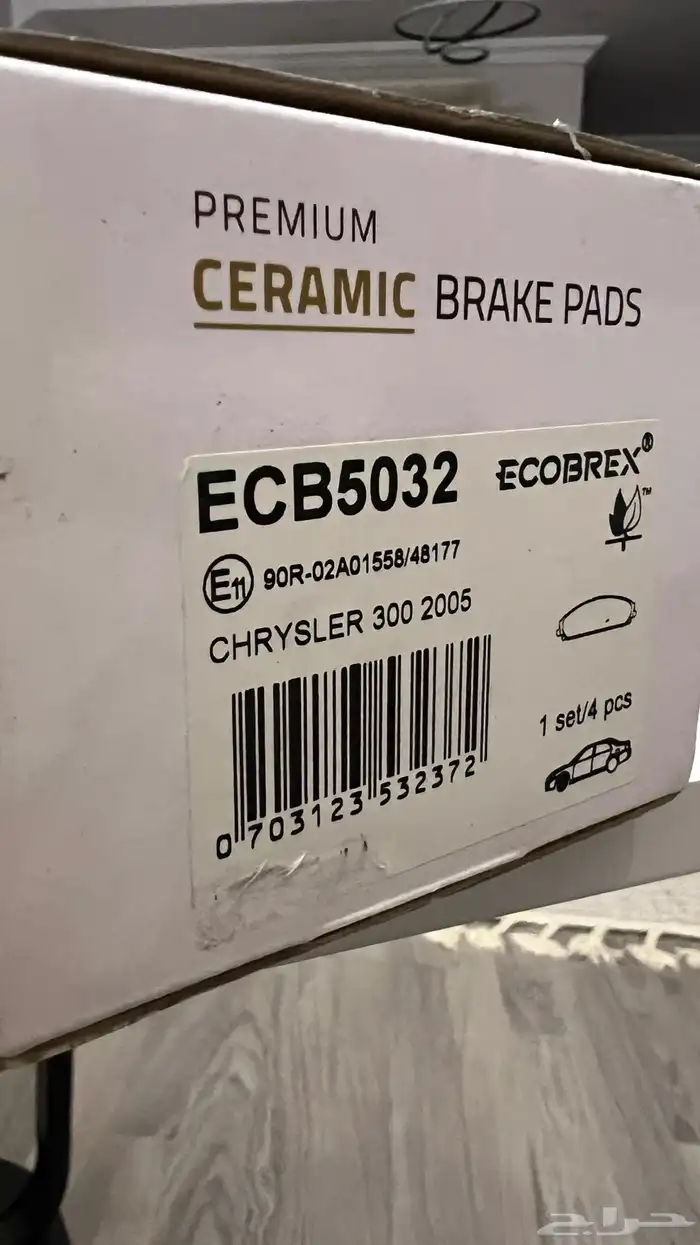 PREMIUM
CERAMIC BRAKE PADS
ECB5032 ECOBREX®
™
E11 90R-02A01558/48177
CHRYSLER 300 2005
1 set/4 pcs
0 703123 532372
حراج